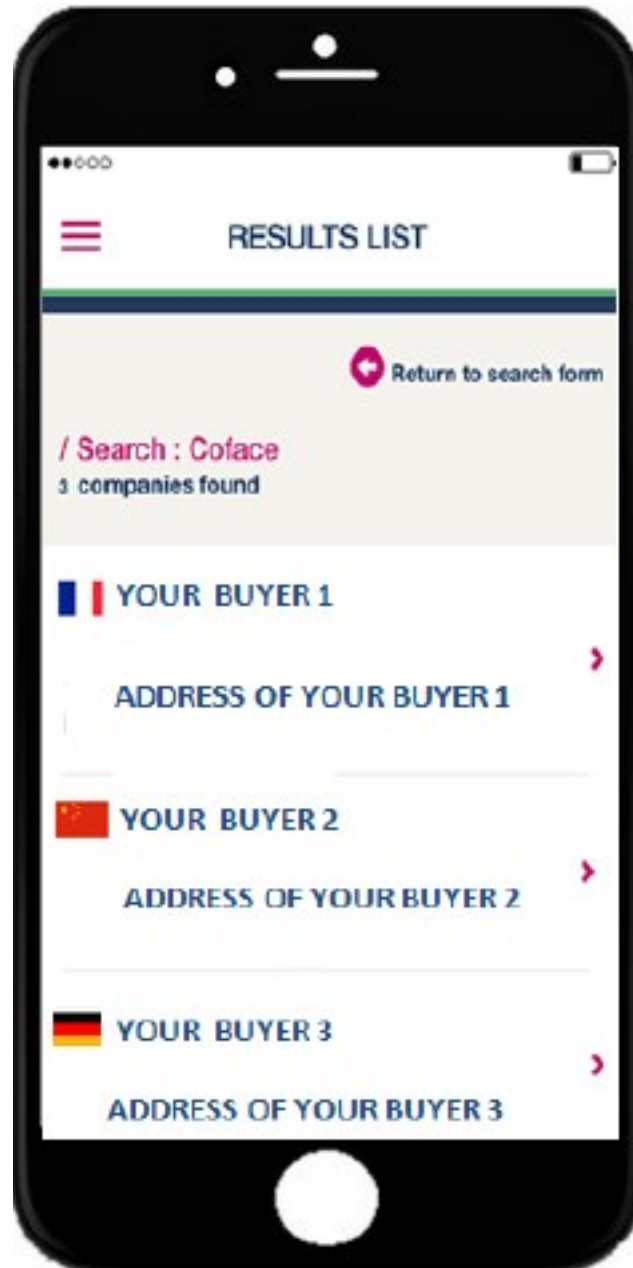 RESULTS LIST
Return to search form
/ Search : Coface
3 companies found
YOUR BUYER 1
ADDRESS OF YOUR BUYER 1
YOUR BUYER 2
ADDRESS OF YOUR BUYER 2
YOUR BUYER 3
ADDRESS OF YOUR BUYER 3